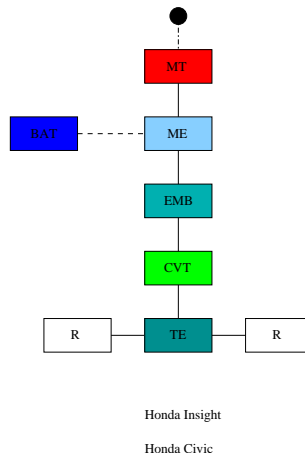 MT
BAT ME
EMB
CVT
R TE R
Honda Insight
Honda Civic